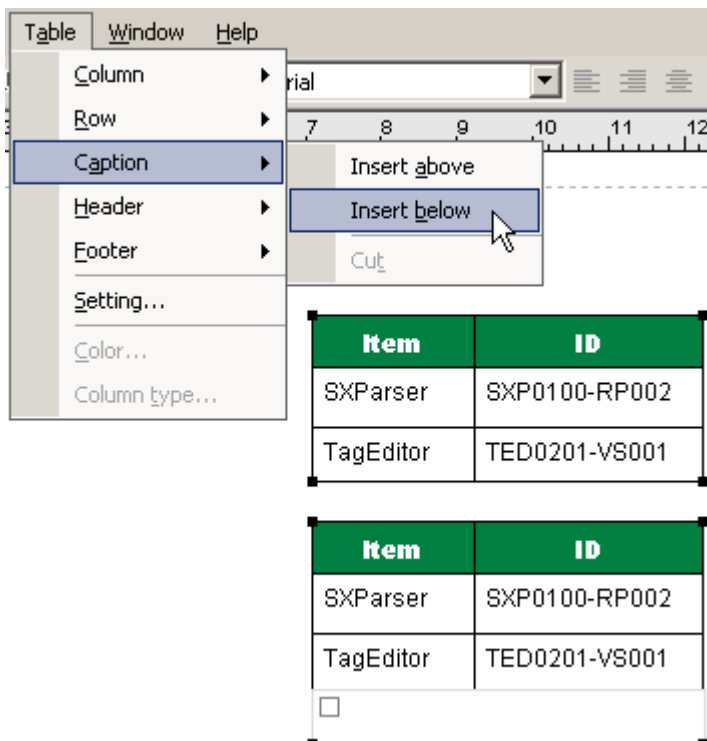 Table Window Help
Column
rial
Row
7 8 9 10 11 12
Caption
Insert above
Header
Insert below
Footer
Cut
Setting...
Color...
Column type...
Item ID
SXParser SXP0100-RP002
TagEditor TED0201-VS001
Item ID
SXParser SXP0100-RP002
TagEditor TED0201-VS001